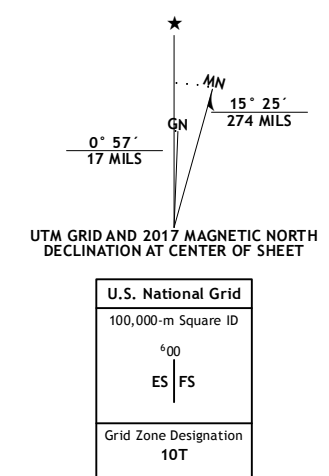 ★
MN
15° 25´
274 MILS
GN
0° 57´
17 MILS
UTM GRID AND 2017 MAGNETIC NORTH
DECLINATION AT CENTER OF SHEET
U.S. National Grid
100,000-m Square ID
⁶00
ES FS
Grid Zone Designation
10T